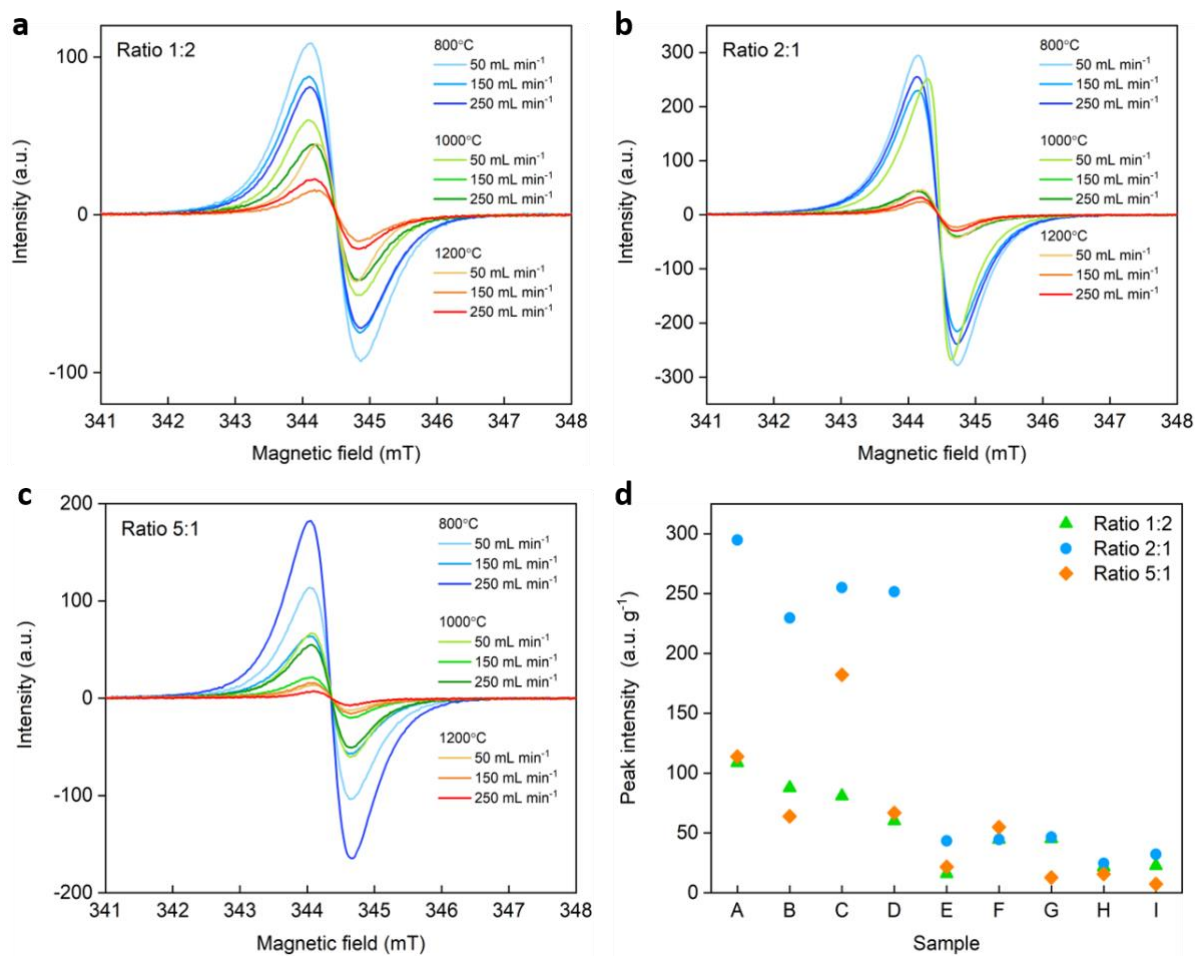 a
Ratio 1:2
800°C
50 mL min⁻¹
150 mL min⁻¹
250 mL min⁻¹
1000°C
50 mL min⁻¹
150 mL min⁻¹
250 mL min⁻¹
1200°C
50 mL min⁻¹
150 mL min⁻¹
250 mL min⁻¹
100
0
-100
Intensity (a.u.)
341 342 343 344 345 346 347 348
Magnetic field (mT)
b
Ratio 2:1
800°C
50 mL min⁻¹
150 mL min⁻¹
250 mL min⁻¹
1000°C
50 mL min⁻¹
150 mL min⁻¹
250 mL min⁻¹
1200°C
50 mL min⁻¹
150 mL min⁻¹
250 mL min⁻¹
300
200
100
0
-100
-200
-300
Intensity (a.u.)
341 342 343 344 345 346 347 348
Magnetic field (mT)
c
Ratio 5:1
800°C
50 mL min⁻¹
150 mL min⁻¹
250 mL min⁻¹
1000°C
50 mL min⁻¹
150 mL min⁻¹
250 mL min⁻¹
1200°C
50 mL min⁻¹
150 mL min⁻¹
250 mL min⁻¹
200
100
0
-100
-200
Intensity (a.u.)
341 342 343 344 345 346 347 348
Magnetic field (mT)
d
Ratio 1:2
Ratio 2:1
Ratio 5:1
300
250
200
150
100
50
0
Peak intensity (a.u. g⁻¹)
A B C D E F G H I
Sample